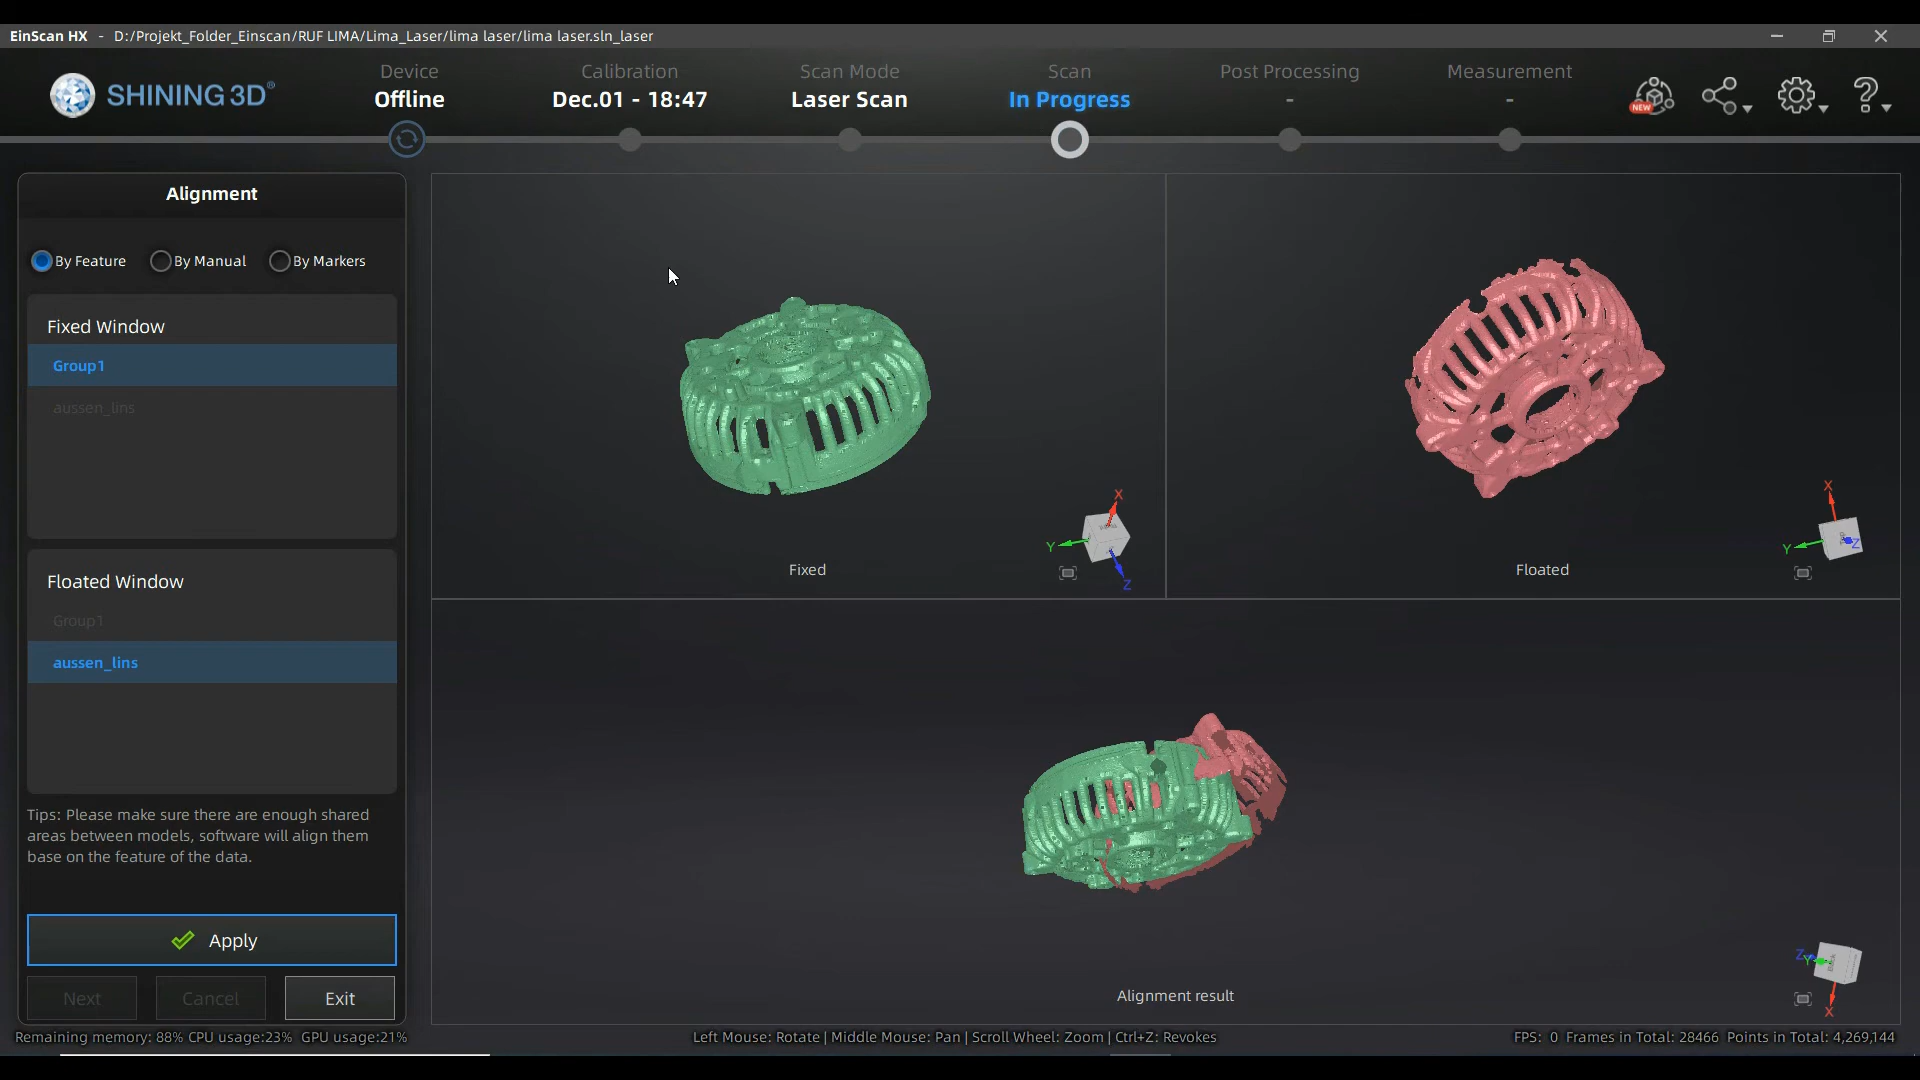 EinScan HX - D:/Projekt_Folder_Einscan/RUF LIMA/Lima_Laser/lima laser/lima laser.sln_laser
SHINING 3D®
Device
Offline
Calibration
Dec.01 - 18:47
Scan Mode
Laser Scan
Scan
In Progress
Post Processing
-
Measurement
-
NEW
Alignment
By Feature By Manual By Markers
Fixed Window
Group1
aussen_lins
Floated Window
Group1
aussen_lins
Tips: Please make sure there are enough shared
areas between models, software will align them
base on the feature of the data.
Apply
Next Cancel Exit
X
Y
Z
Fixed
X
Y
Z
Floated
Z
Y
X
Alignment result
Remaining memory: 88% CPU usage:23% GPU usage:21%
Left Mouse: Rotate | Middle Mouse: Pan | Scroll Wheel: Zoom | Ctrl+Z: Revokes
FPS: 0 Frames in Total: 28466 Points in Total: 4,269,144